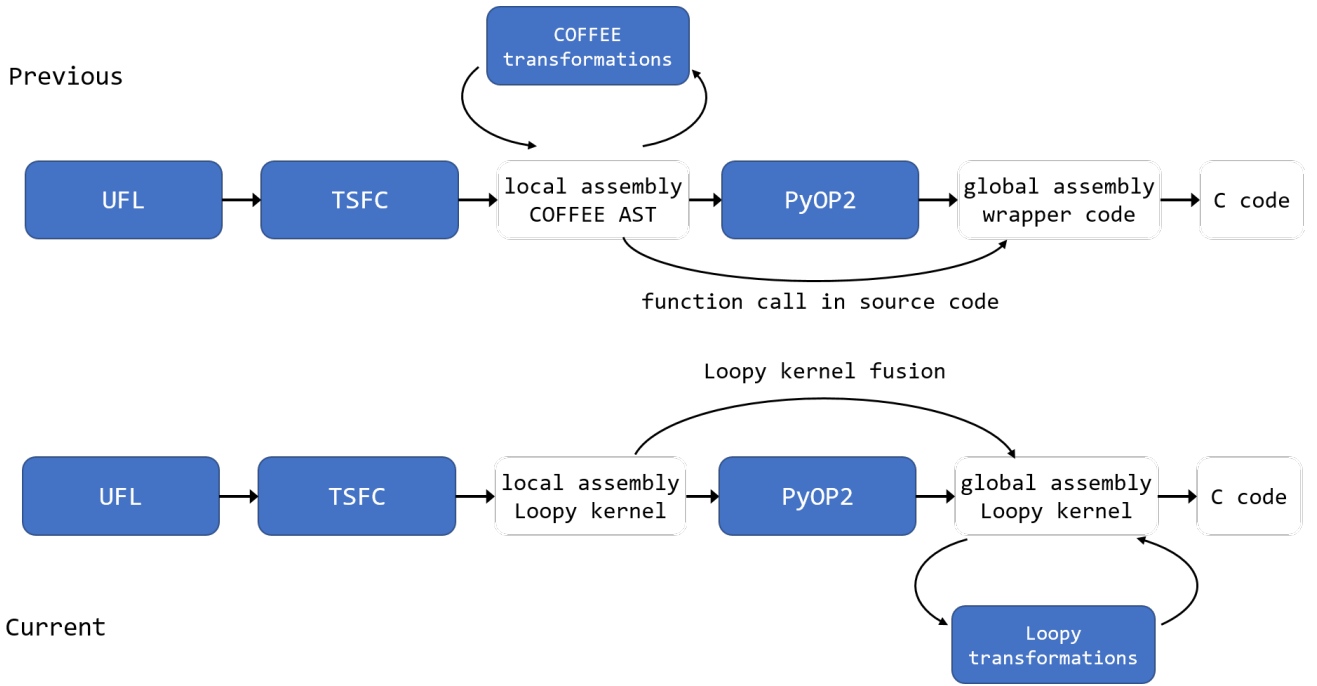 COFFEE
transformations
Previous
UFL
TSFC
local assembly
COFFEE AST
PyOP2
global assembly
wrapper code
C code
function call in source code
Loopy kernel fusion
UFL
TSFC
local assembly
Loopy kernel
PyOP2
global assembly
Loopy kernel
C code
Current
Loopy
transformations